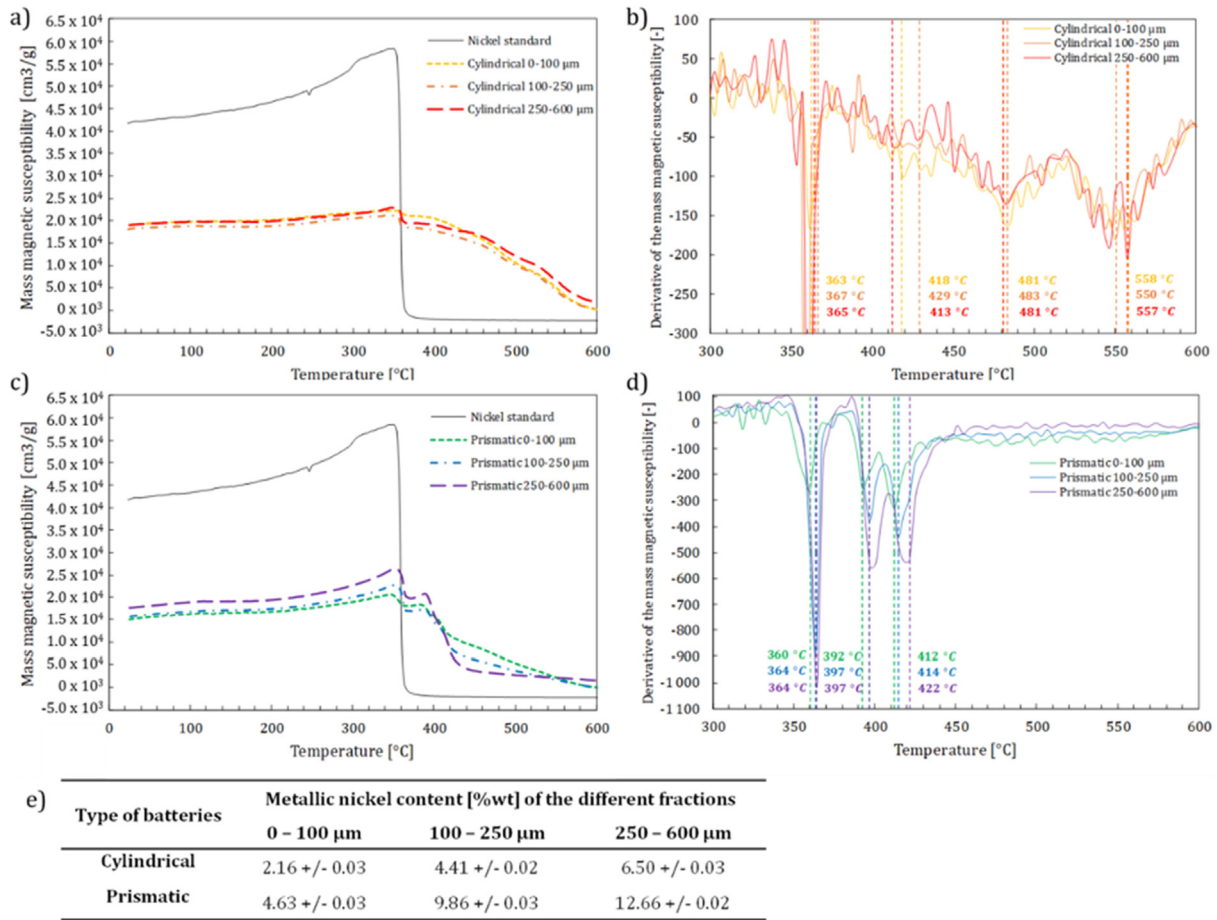 a)
6.5 x 10⁴
6.0 x 10⁴
5.5 x 10⁴
5.0 x 10⁴
4.5 x 10⁴
4.0 x 10⁴
3.5 x 10⁴
3.0 x 10⁴
2.5 x 10⁴
2.0 x 10⁴
1.5 x 10⁴
1.0 x 10⁴
5.0 x 10³
0.0 x 10³
-5.0 x 10³
Mass magnetic susceptibility [cm3/g]
Nickel standard
Cylindrical 0-100 µm
Cylindrical 100-250 µm
Cylindrical 250-600 µm
0 100 200 300 400 500 600
Temperature [°C]
b)
100
50
0
-50
-100
-150
-200
-250
-300
Derivative of the mass magnetic susceptibility [-]
Cylindrical 0-100 µm
Cylindrical 100-250 µm
Cylindrical 250-600 µm
363 °C 418 °C 481 °C 558 °C
367 °C 429 °C 483 °C 550 °C
365 °C 413 °C 481 °C 557 °C
300 350 400 450 500 550 600
Temperature [°C]
c)
6.5 x 10⁴
6.0 x 10⁴
5.5 x 10⁴
5.0 x 10⁴
4.5 x 10⁴
4.0 x 10⁴
3.5 x 10⁴
3.0 x 10⁴
2.5 x 10⁴
2.0 x 10⁴
1.5 x 10⁴
1.0 x 10⁴
5.0 x 10³
0.0 x 10³
-5.0 x 10³
Mass magnetic susceptibility [cm3/g]
Nickel standard
Prismatic 0-100 µm
Prismatic 100-250 µm
Prismatic 250-600 µm
0 100 200 300 400 500 600
Temperature [°C]
d)
100
0
-100
-200
-300
-400
-500
-600
-700
-800
-900
-1 000
-1 100
Derivative of the mass magnetic susceptibility [-]
Prismatic 0-100 µm
Prismatic 100-250 µm
Prismatic 250-600 µm
360 °C 392 °C 412 °C
364 °C 397 °C 414 °C
364 °C 397 °C 422 °C
300 350 400 450 500 550 600
Temperature [°C]
e)
Type of batteries
Metallic nickel content [%wt] of the different fractions
0 – 100 µm 100 – 250 µm 250 – 600 µm
Cylindrical 2.16 +/- 0.03 4.41 +/- 0.02 6.50 +/- 0.03
Prismatic 4.63 +/- 0.03 9.86 +/- 0.03 12.66 +/- 0.02